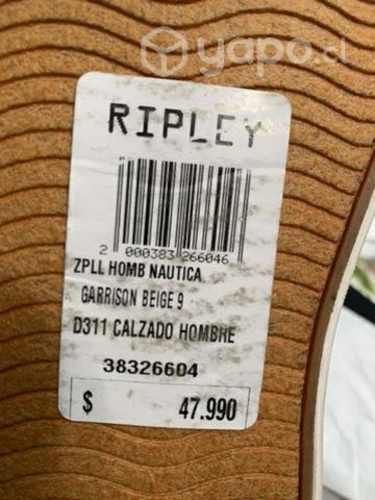 yapo.cl
RIPLEY
2 000383 266046
ZPLL HOMB NAUTICA
GARRISON BEIGE 9
D311 CALZADO HOMBRE
38326604
$ 47.990